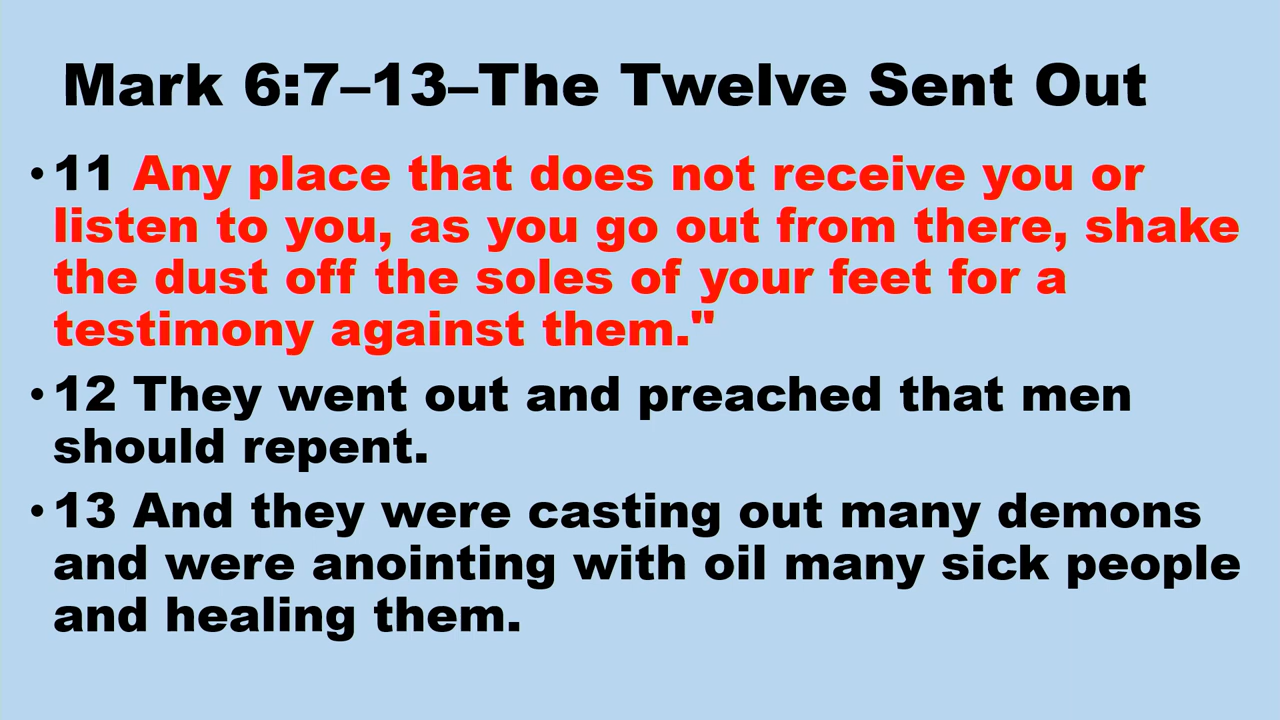 Mark 6:7–13–The Twelve Sent Out
• 11 Any place that does not receive you or
listen to you, as you go out from there, shake
the dust off the soles of your feet for a
testimony against them."
• 12 They went out and preached that men
should repent.
• 13 And they were casting out many demons
and were anointing with oil many sick people
and healing them.